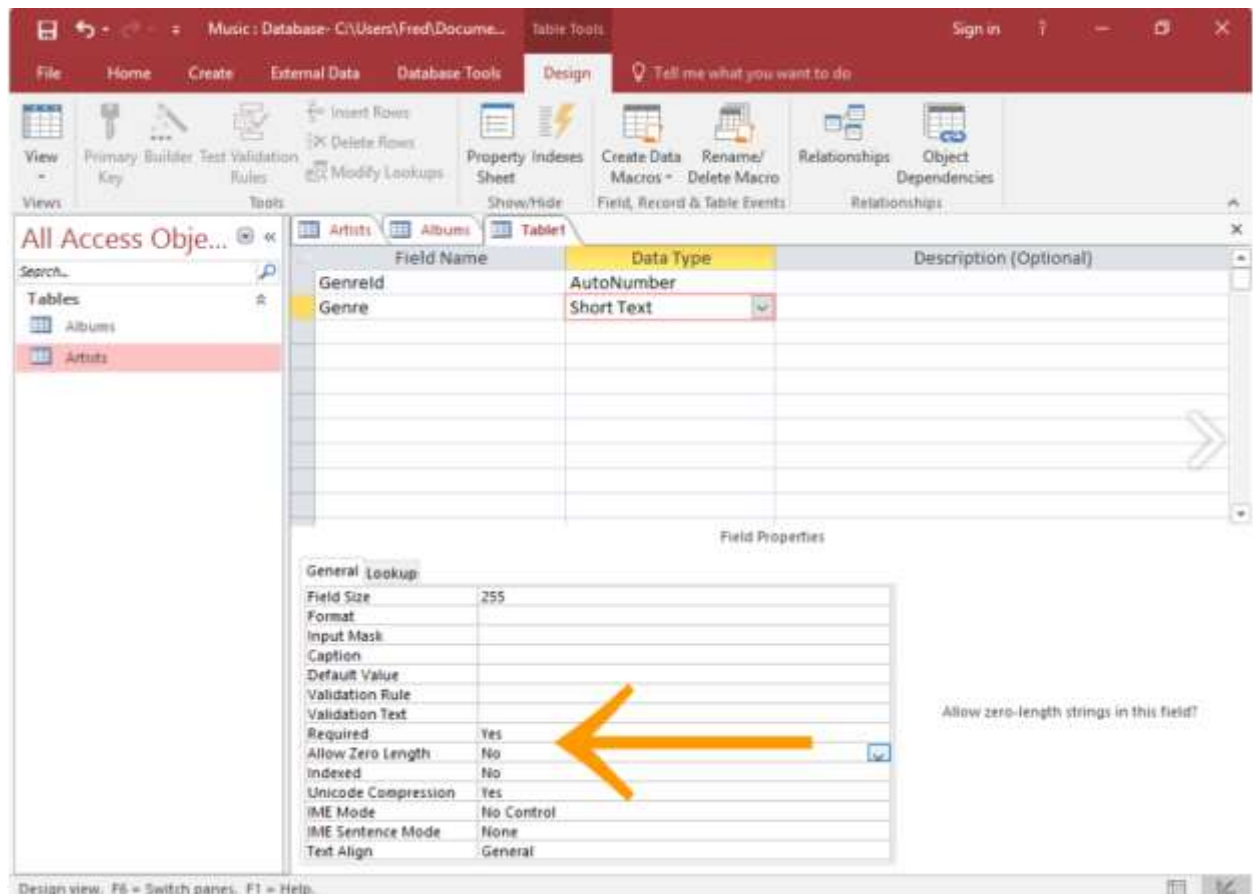 Music : Database- C:\Users\Fred\Docume... Table Tools Sign in ?
File Home Create External Data Database Tools Design Tell me what you want to do
View Primary Key Builder Test Validation Rules Insert Rows Delete Rows Modify Lookups Property Sheet Indexes Create Data Macros Rename/ Delete Macro Relationships Object Dependencies
Views Tools Show/Hide Field, Record & Table Events Relationships
All Access Obje... « Artists Albums Table1
Search...
Tables
Albums
Artists
Field Name Data Type Description (Optional)
GenreId AutoNumber
Genre Short Text
Field Properties
General Lookup
Field Size 255
Format
Input Mask
Caption
Default Value
Validation Rule
Validation Text
Required Yes
Allow Zero Length No
Indexed No
Unicode Compression Yes
IME Mode No Control
IME Sentence Mode None
Text Align General
Allow zero-length strings in this field?
Design view. F6 = Switch panes. F1 = Help.